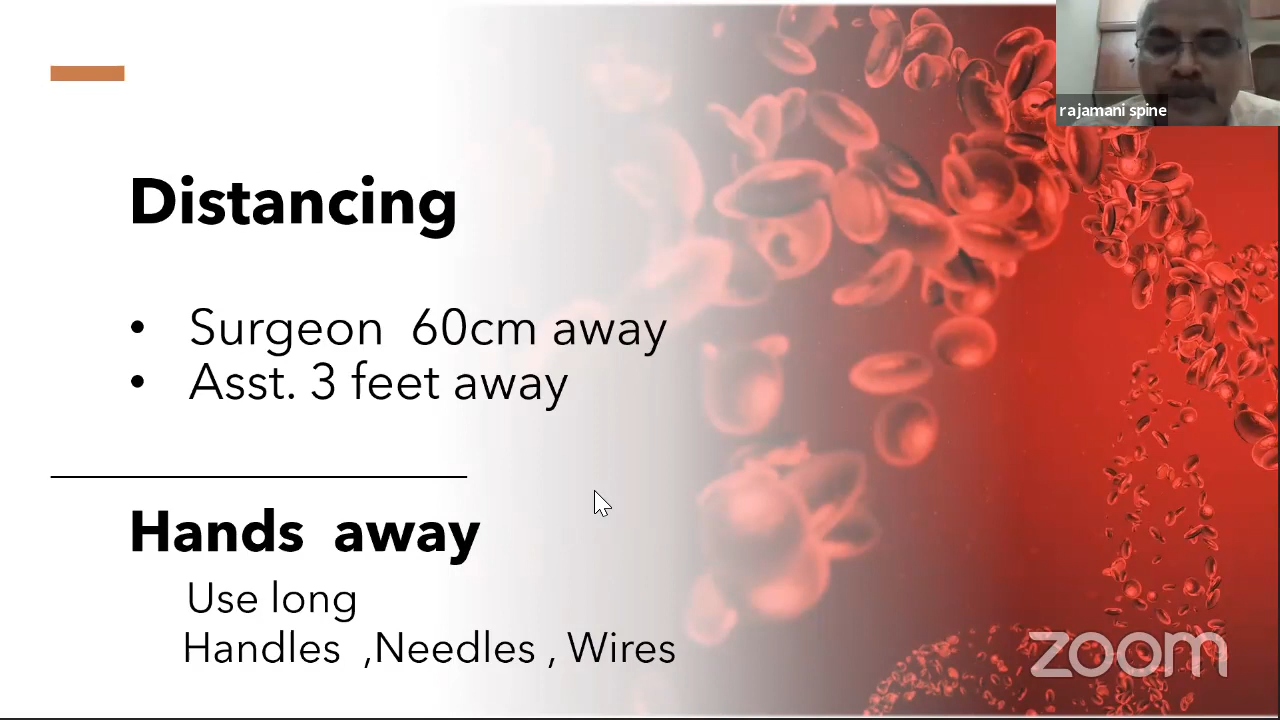 rajamani spine
Distancing
• Surgeon 60cm away
• Asst. 3 feet away
Hands away
Use long
Handles ,Needles , Wires
zoom